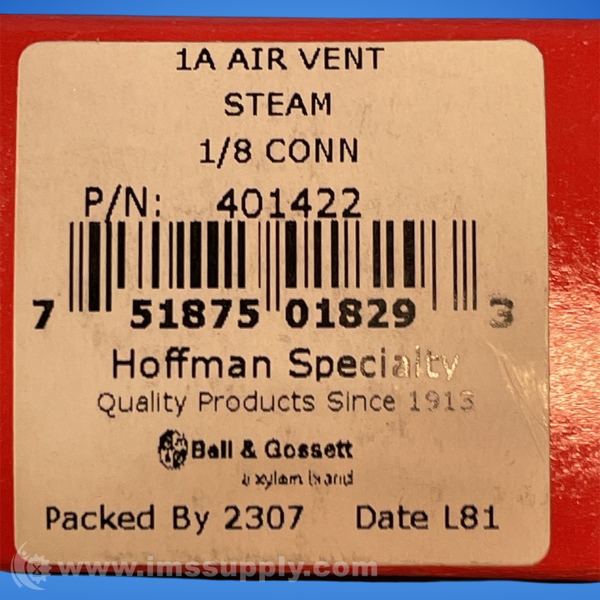 1A AIR VENT
STEAM
1/8 CONN
P/N: 401422
7 51875 01829 3
Hoffman Specialty
Quality Products Since 1913
Bell & Gossett
a xylem brand
Packed By 2307 Date L81
www.imssupply.com